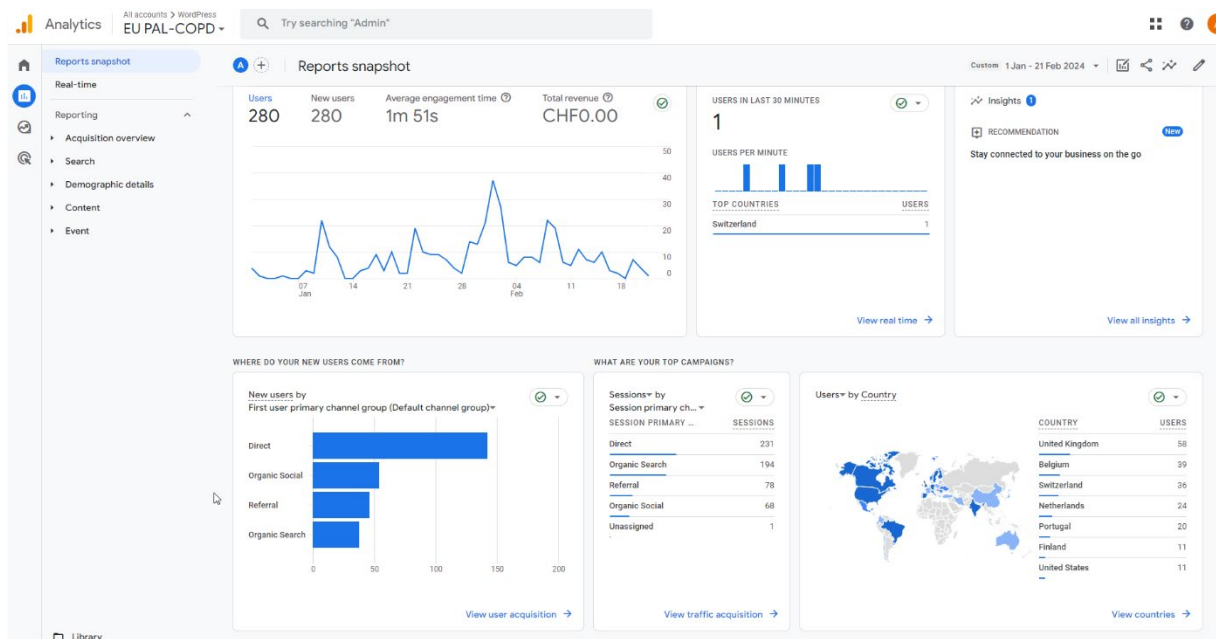 Analytics
All accounts > WordPress
EU PAL-COPD
Try searching "Admin"
Reports snapshot
Real-time
Reporting
Acquisition overview
Search
Demographic details
Content
Event
Library
A
Reports snapshot
Custom 1 Jan - 21 Feb 2024
Users
280
New users
280
Average engagement time
1m 51s
Total revenue
CHF0.00
50
40
30
20
10
0
07 14 21 28 04 11 18
Jan Feb
USERS IN LAST 30 MINUTES
1
USERS PER MINUTE
TOP COUNTRIES USERS
Switzerland 1
View real time
Insights 1
RECOMMENDATION New
Stay connected to your business on the go
View all insights
WHERE DO YOUR NEW USERS COME FROM?
New users by
First user primary channel group (Default channel group)
Direct
Organic Social
Referral
Organic Search
0 50 100 150 200
View user acquisition
WHAT ARE YOUR TOP CAMPAIGNS?
Sessions by
Session primary ch...
SESSION PRIMARY ... SESSIONS
Direct 231
Organic Search 194
Referral 78
Organic Social 68
Unassigned 1
View traffic acquisition
Users by Country
COUNTRY USERS
United Kingdom 58
Belgium 39
Switzerland 36
Netherlands 24
Portugal 20
Finland 11
United States 11
View countries